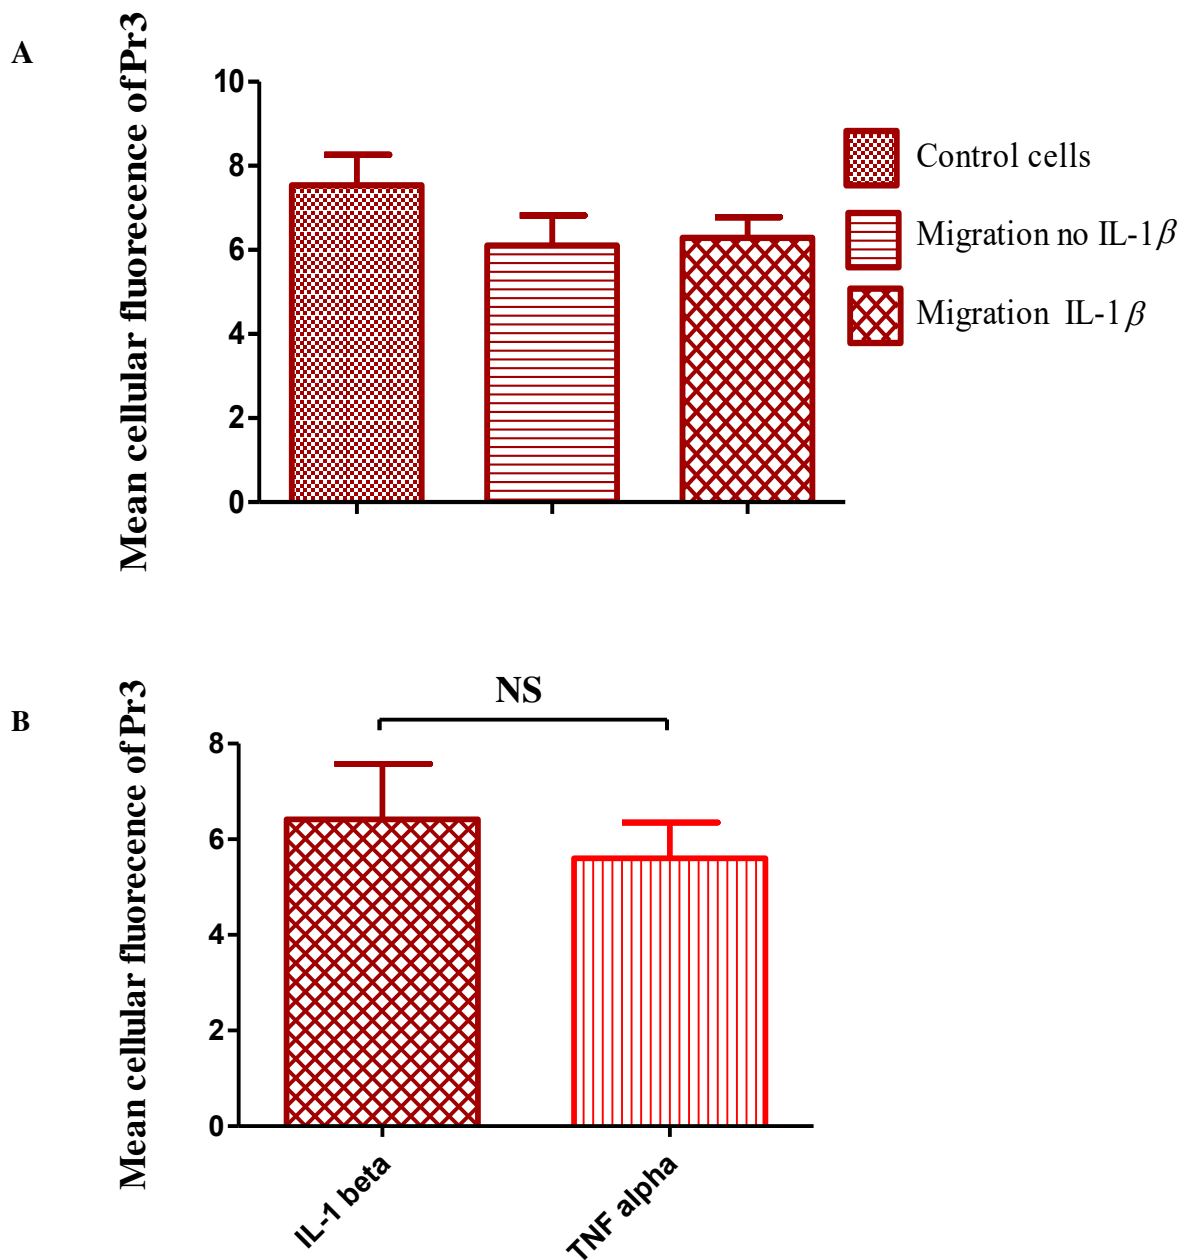 A
Mean cellular fluorecence of Pr3
10
8
6
4
2
0
Control cells
Migration no IL-1β
Migration IL-1β
B
Mean cellular fluorecence of Pr3
NS
8
6
4
2
0
IL-1 beta
TNF alpha